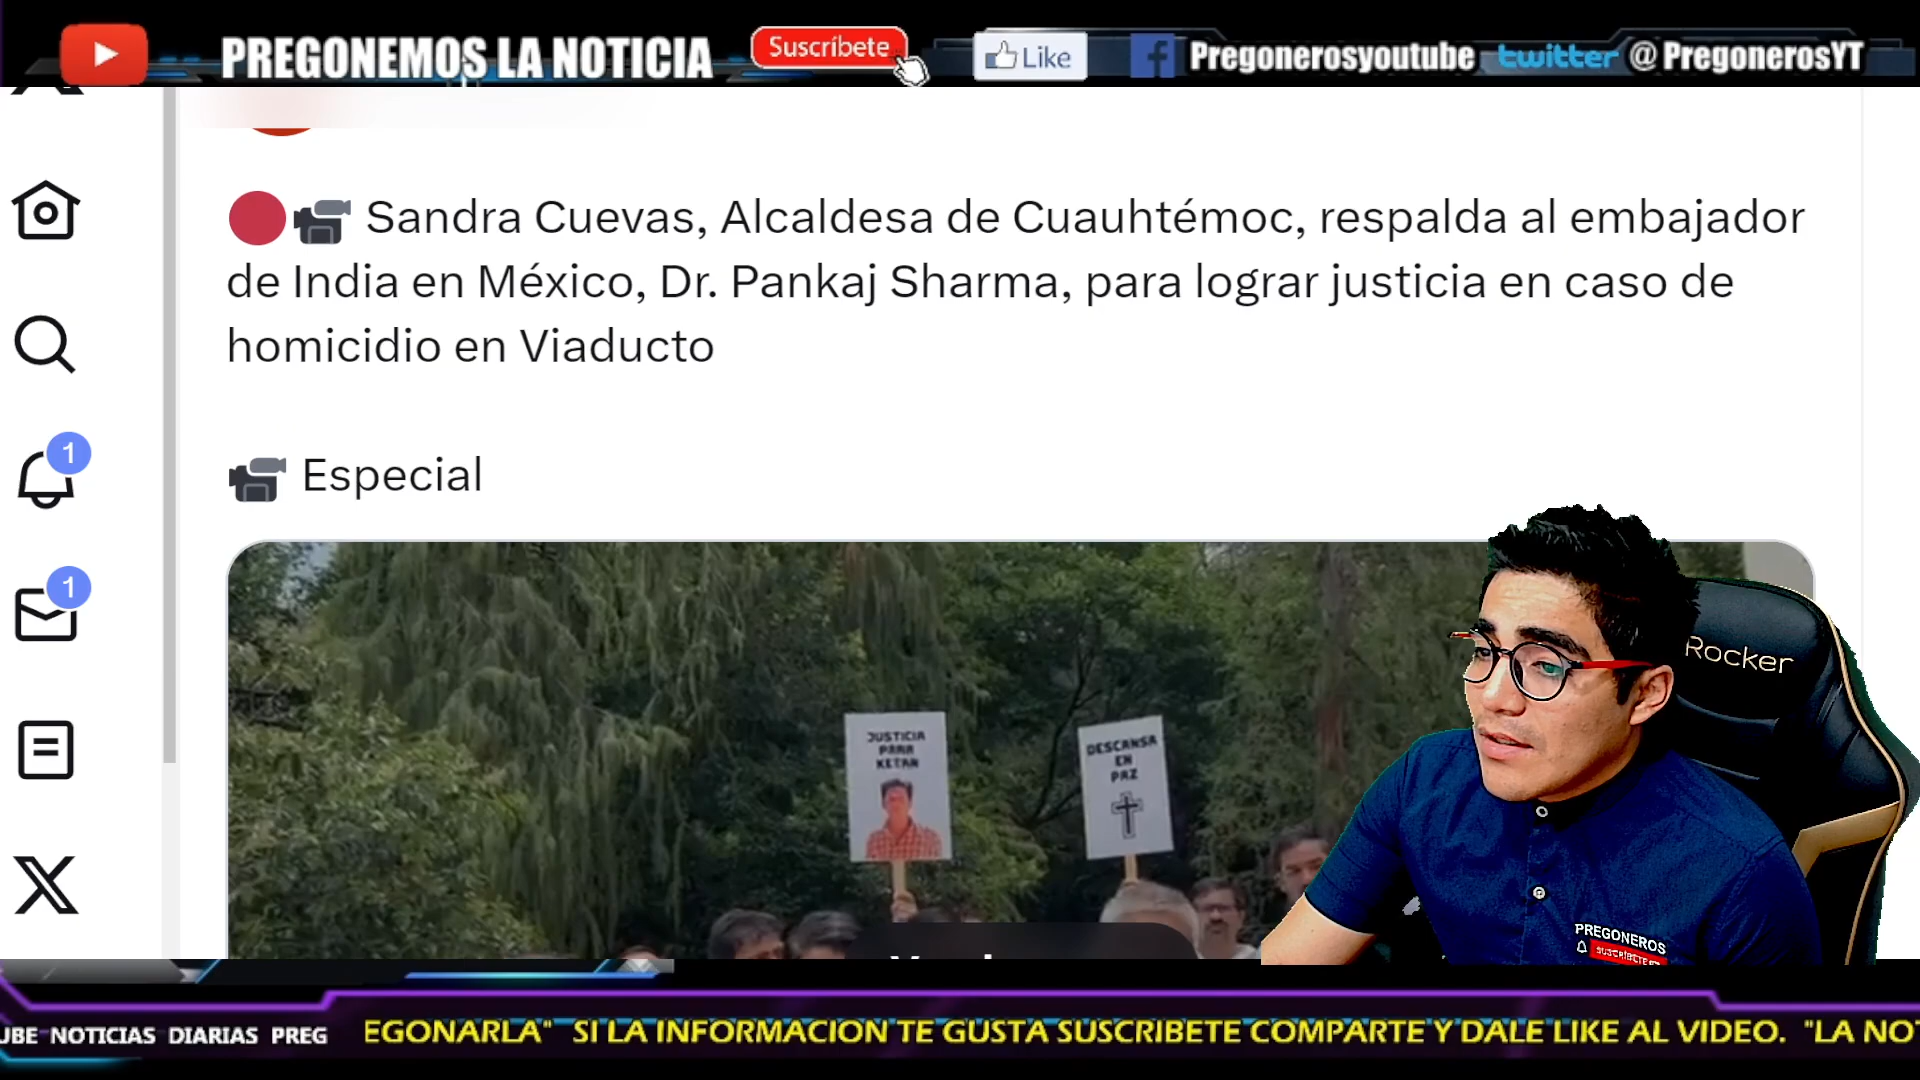 PREGONEMOS LA NOTICIA
Suscríbete
Like
Pregonerosyoutube
twitter @PregonerosYT
Sandra Cuevas, Alcaldesa de Cuauhtémoc, respalda al embajador
de India en México, Dr. Pankaj Sharma, para lograr justicia en caso de
homicidio en Viaducto
1
Especial
1
JUSTICIA
PARA
KETAN
DESCANSA
EN
PAZ
Rocker
PREGONEROS
SUSCRIBETE
UBE NOTICIAS DIARIAS PREG
EGONARLA" SI LA INFORMACION TE GUSTA SUSCRIBETE COMPARTE Y DALE LIKE AL VIDEO. "LA NO